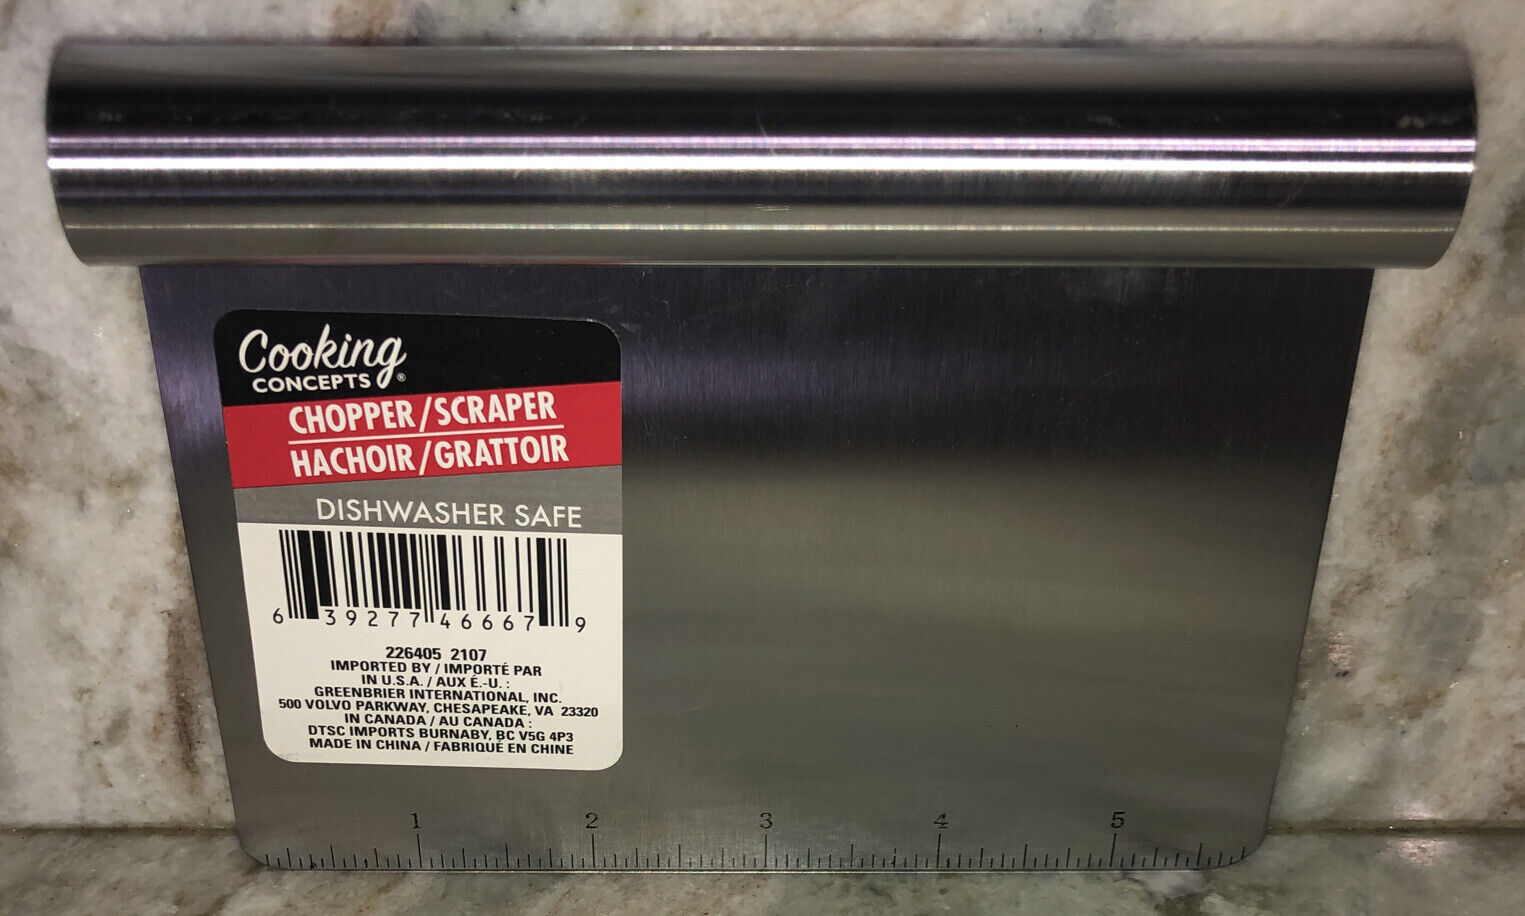 Cooking
CONCEPTS®
CHOPPER/SCRAPER
HACHOIR/GRATTOIR
DISHWASHER SAFE
6 39277 46667 9
226405 2107
IMPORTED BY / IMPORTÉ PAR
IN U.S.A. / AUX É.-U. :
GREENBRIER INTERNATIONAL, INC.
500 VOLVO PARKWAY, CHESAPEAKE, VA 23320
IN CANADA / AU CANADA :
DTSC IMPORTS BURNABY, BC V5G 4P3
MADE IN CHINA / FABRIQUÉ EN CHINE
1 2 3 4 5